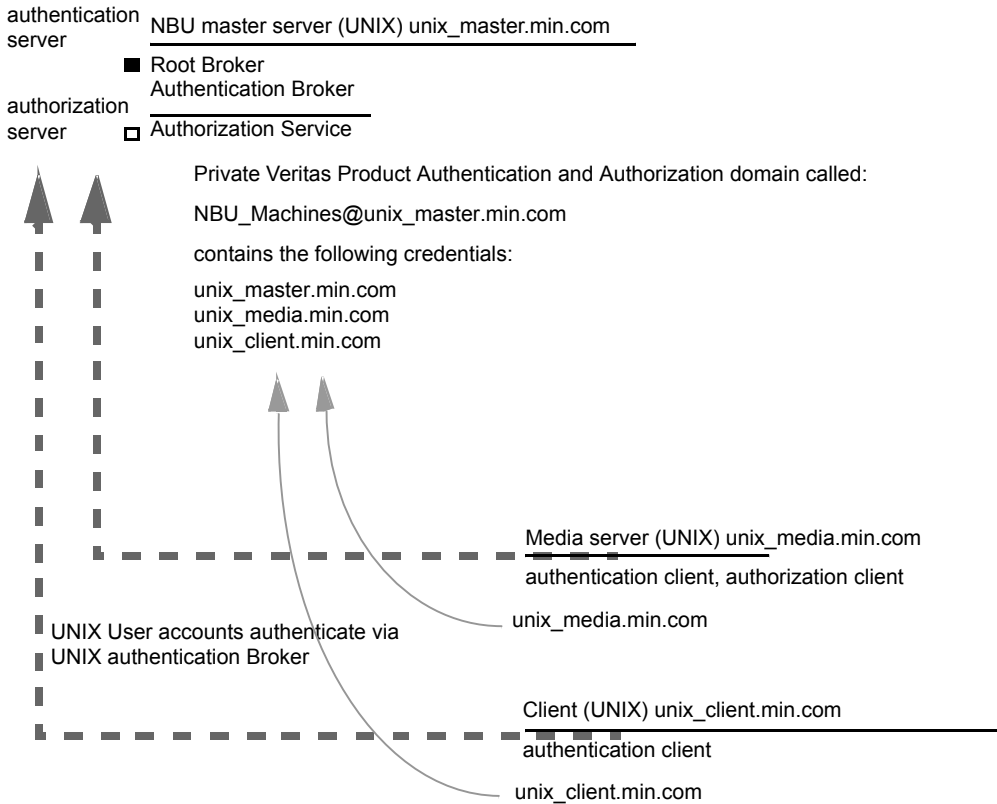 authentication
server
NBU master server (UNIX) unix_master.min.com
Root Broker
Authentication Broker
authorization
server
Authorization Service
Private Veritas Product Authentication and Authorization domain called:
NBU_Machines@unix_master.min.com
contains the following credentials:
unix_master.min.com
unix_media.min.com
unix_client.min.com
Media server (UNIX) unix_media.min.com
authentication client, authorization client
unix_media.min.com
UNIX User accounts authenticate via
UNIX authentication Broker
Client (UNIX) unix_client.min.com
authentication client
unix_client.min.com